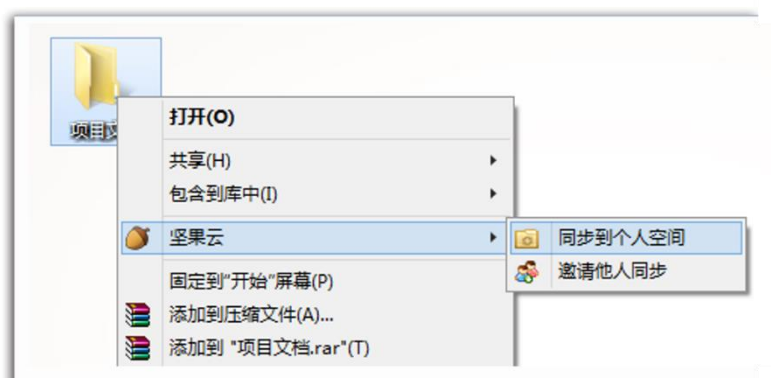 项目文
打开(O)
共享(H)
包含到库中(I)
坚果云
同步到个人空间
邀请他人同步
固定到"开始"屏幕(P)
添加到压缩文件(A)...
添加到 "项目文档.rar"(T)